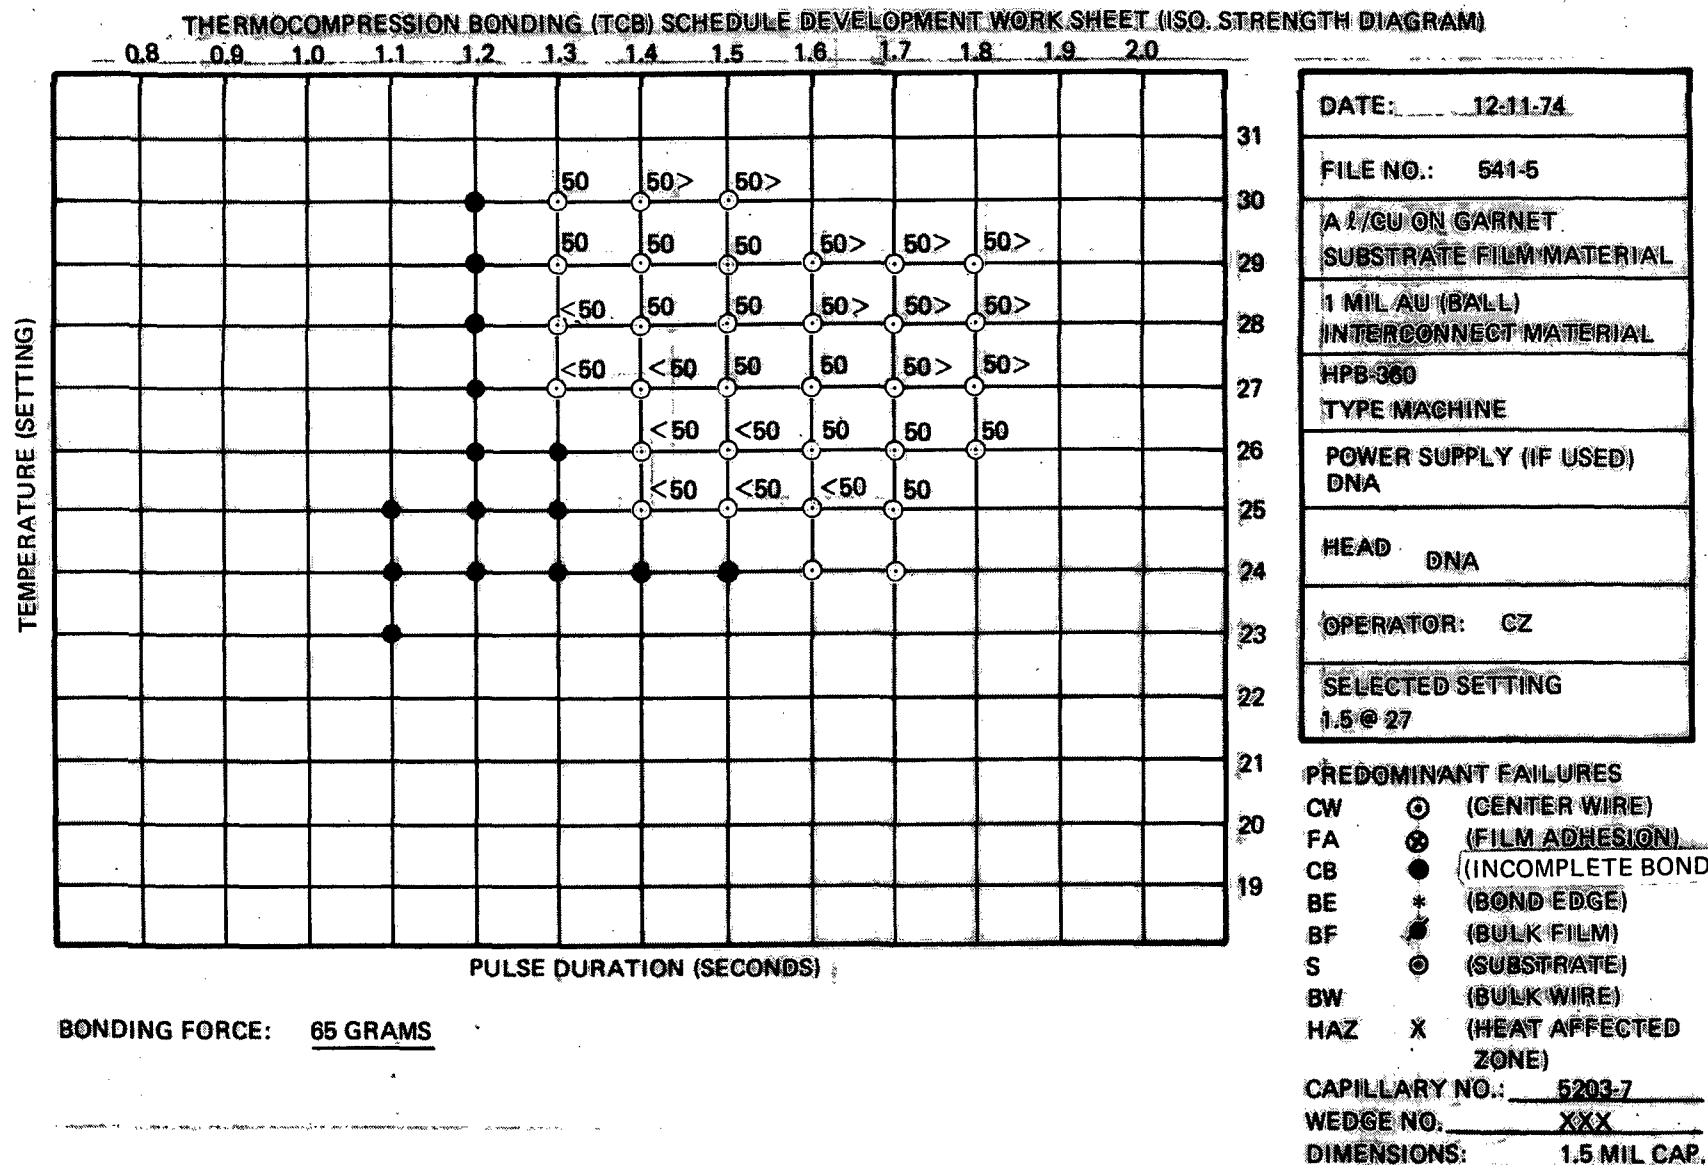 THERMOCOMPRESSION BONDING (TCB) SCHEDULE DEVELOPMENT WORK SHEET (ISO. STRENGTH DIAGRAM)
0.8 0.9 1.0 1.1 1.2 1.3 1.4 1.5 1.6 1.7 1.8 1.9 2.0
31
50 50> 50>
30
50 50 50 50> 50> 50>
29
<50 50 50 50> 50> 50>
28
<50 <50 50 50 50> 50>
27
<50 <50 50 50 50
26
<50 <50 <50 50
25
24
23
22
21
20
19
TEMPERATURE (SETTING)
PULSE DURATION (SECONDS)
BONDING FORCE: 65 GRAMS
DATE: 12-11-74
FILE NO.: 541-5
A ℓ/CU ON GARNET
SUBSTRATE FILM MATERIAL
1 MIL AU (BALL)
INTERCONNECT MATERIAL
HPB-360
TYPE MACHINE
POWER SUPPLY (IF USED)
DNA
HEAD DNA
OPERATOR: CZ
SELECTED SETTING
1.5 @ 27
PREDOMINANT FAILURES
CW (CENTER WIRE)
FA (FILM ADHESION)
CB (INCOMPLETE BOND
BE * (BOND EDGE)
BF (BULK FILM)
S (SUBSTRATE)
BW (BULK WIRE)
HAZ X (HEAT AFFECTED
ZONE)
CAPILLARY NO.: 5203-7
WEDGE NO. XXX
DIMENSIONS: 1.5 MIL CAP.